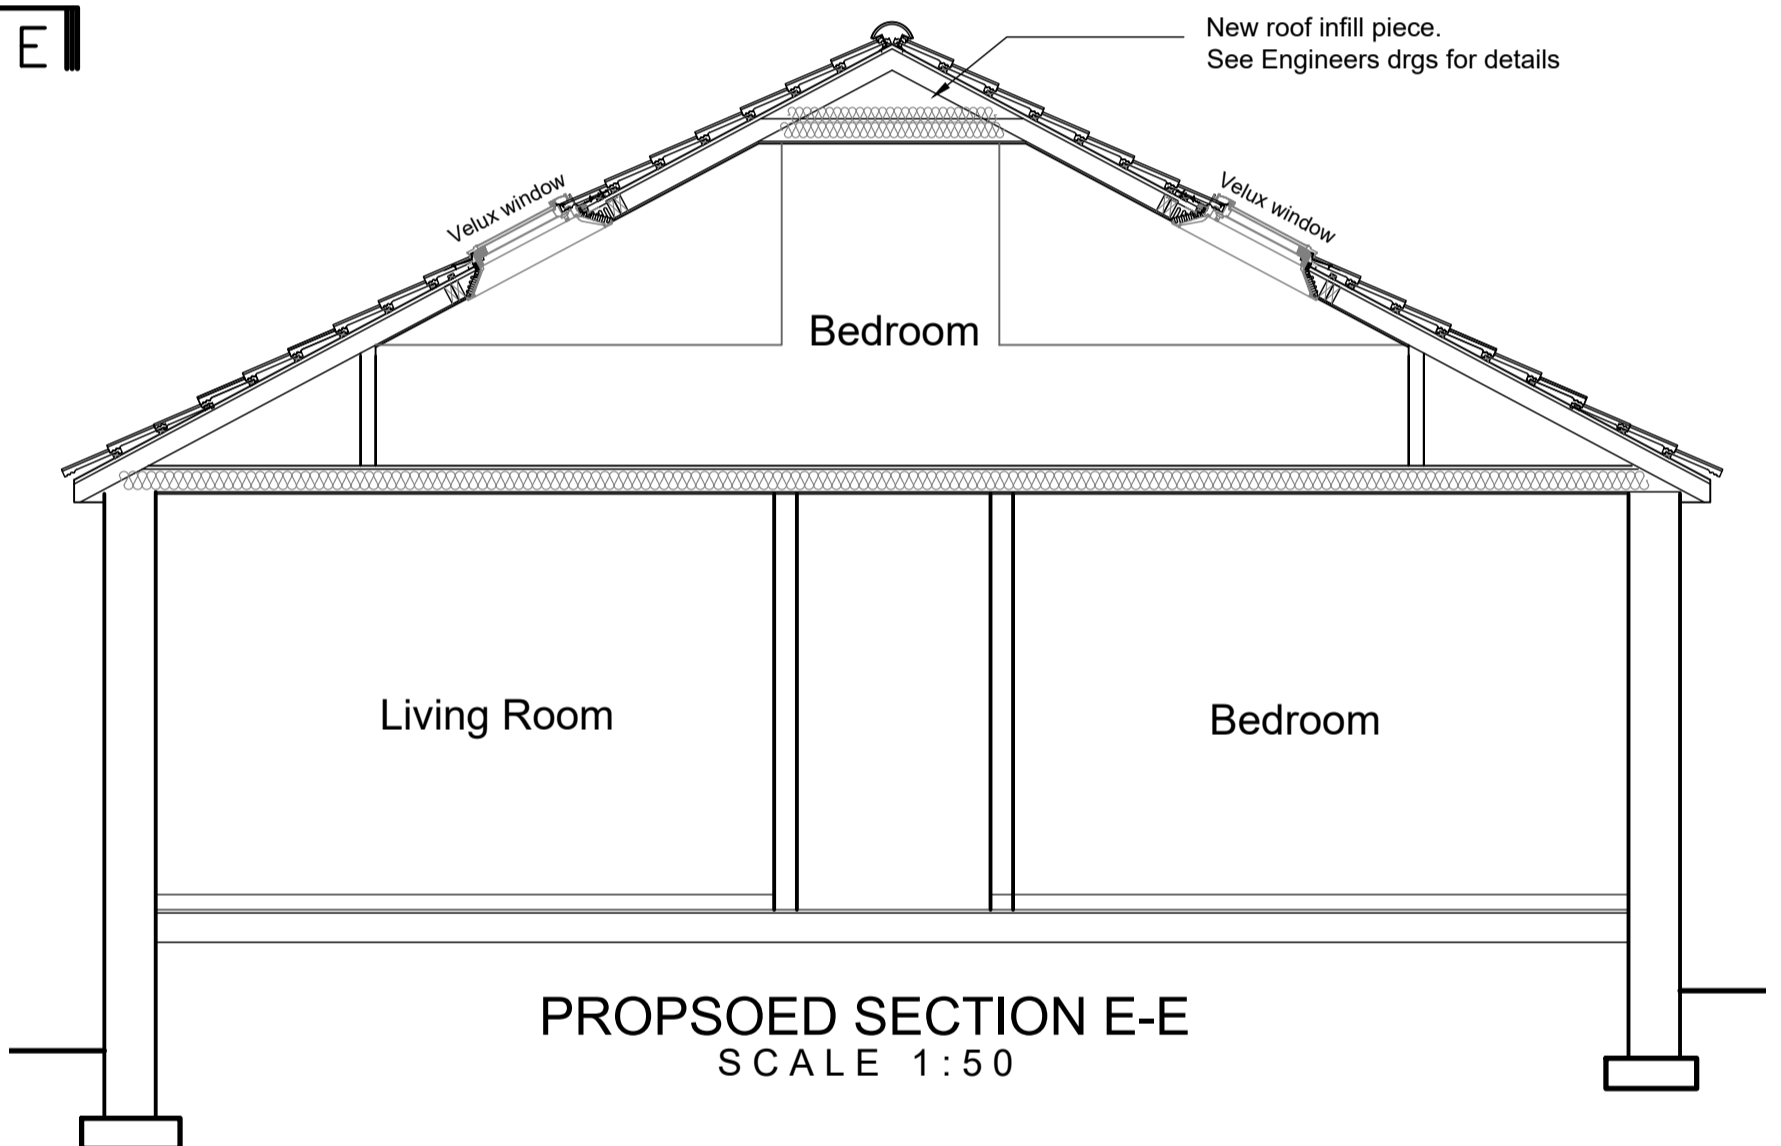 E
New roof infill piece.
See Engineers drgs for details
Velux window
Velux window
Bedroom
Living Room
Bedroom
PROPSOED SECTION E-E
SCALE 1:50